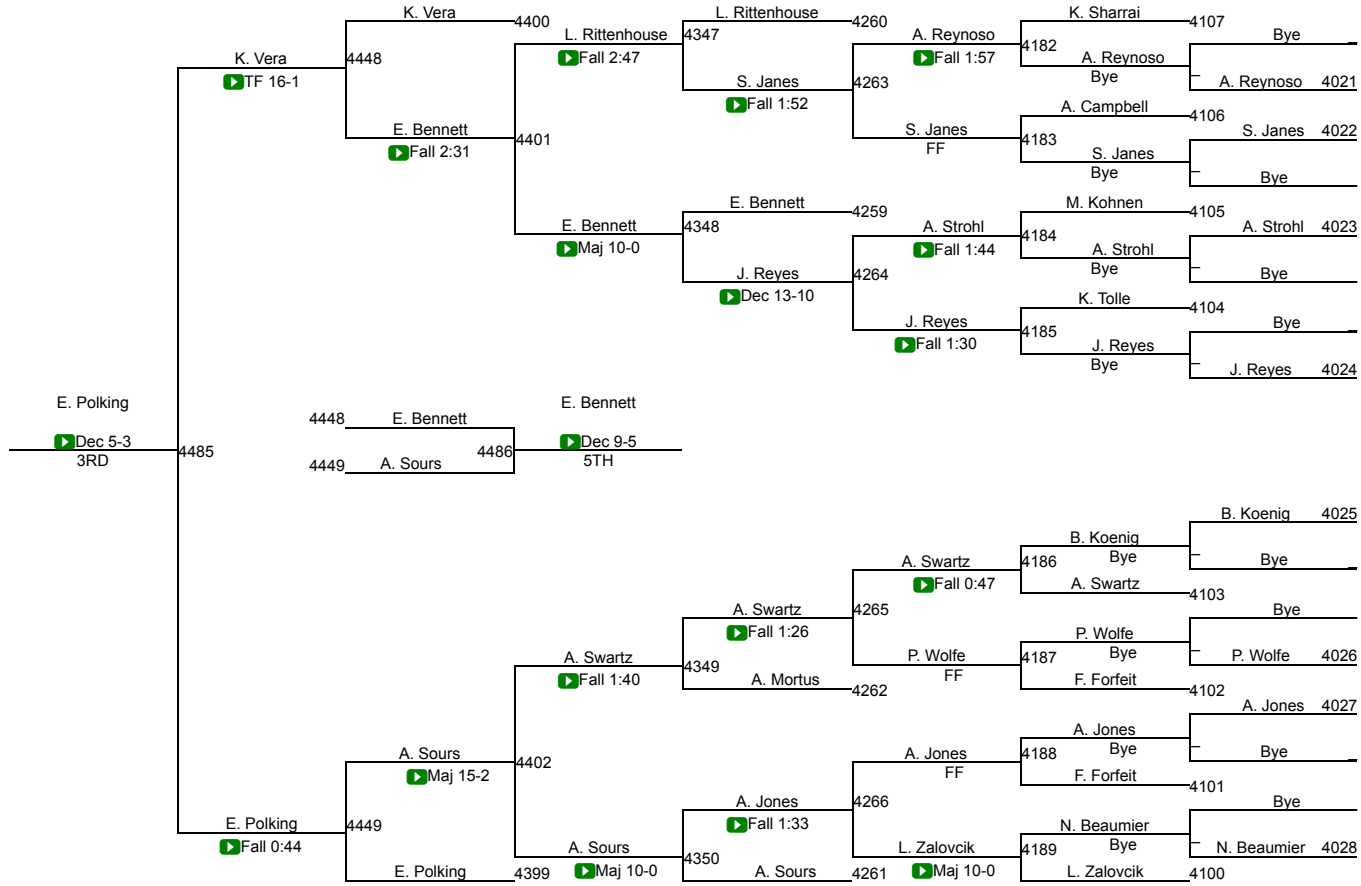 K. Vera
4400
L. Rittenhouse
4260
K. Sharrai
4107
L. Rittenhouse
4347
A. Reynoso
4182
Bye _
K. Vera
4448
Fall 2:47
Fall 1:57
A. Reynoso
TF 16-1
S. Janes
4263
Bye
_ A. Reynoso 4021
Fall 1:52
A. Campbell
4106
E. Bennett
4401
S. Janes
4183
S. Janes 4022
Fall 2:31
FF
S. Janes
Bye
_ Bye
E. Bennett
4259
M. Kohnen
4105
E. Bennett
4348
A. Strohl
4184
A. Strohl 4023
Maj 10-0
Fall 1:44
A. Strohl
J. Reyes
4264
Bye
_ Bye
Dec 13-10
K. Tolle
4104
J. Reyes
4185
Bye _
Fall 1:30
J. Reyes
Bye
_ J. Reyes 4024
E. Polking
E. Bennett
4448 E. Bennett
Dec 5-3
4485
4486
Dec 9-5
3RD
4449 A. Sours
5TH
B. Koenig 4025
B. Koenig
A. Swartz
4186
Bye
_ Bye _
Fall 0:47
A. Swartz
4103
A. Swartz
4265
Bye
Fall 1:26
P. Wolfe
A. Swartz
4349
P. Wolfe
4187
Bye
_ P. Wolfe 4026
Fall 1:40
A. Mortus
4262
FF
F. Forfeit
4102
A. Jones 4027
A. Jones
A. Sours
4402
A. Jones
4188
Bye
_ Bye _
Maj 15-2
FF
F. Forfeit
4101
A. Jones
4266
Bye
E. Polking
4449
Fall 1:33
N. Beaumier
Fall 0:44
A. Sours
4350
L. Zalovcik
4189
Bye
_ N. Beaumier 4028
E. Polking
4399
Maj 10-0
A. Sours
4261
Maj 10-0
L. Zalovcik
4100